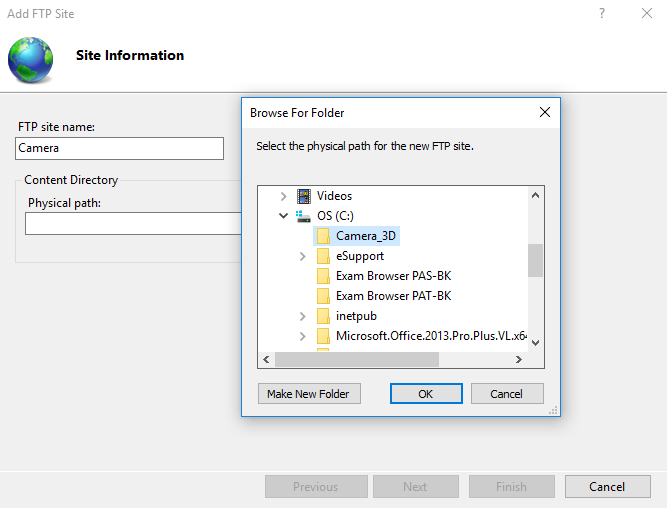 Add FTP Site
?
Site Information
FTP site name:
Camera
Content Directory
Physical path:
Browse For Folder
Select the physical path for the new FTP site.
Videos
OS (C:)
Camera_3D
eSupport
Exam Browser PAS-BK
Exam Browser PAT-BK
inetpub
Microsoft.Office.2013.Pro.Plus.VL.x64
Make New Folder
OK
Cancel
Previous
Next
Finish
Cancel